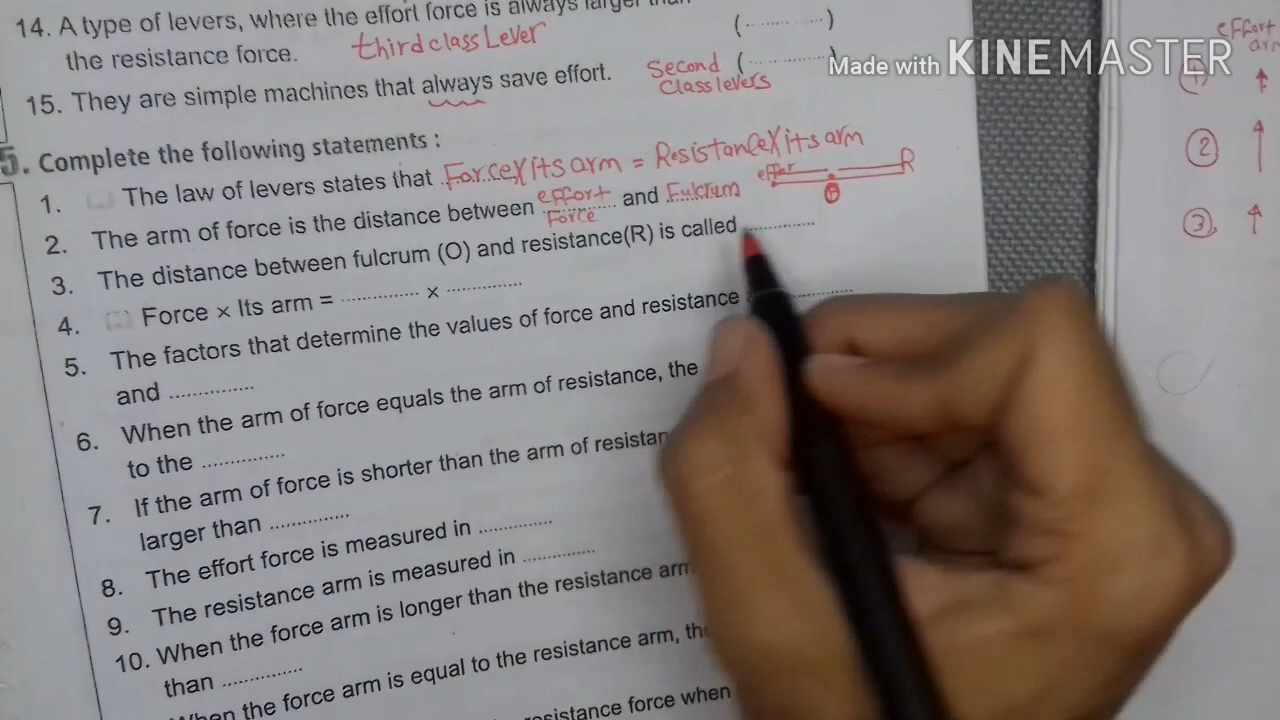 14. A type of levers, where the effort force is always larger than
the resistance force. third class Lever (..............)
15. They are simple machines that always save effort. Second class levers (..............)
Made with KINEMASTER
effort arm
① ↑
② ↑
③ ↑
5. Complete the following statements :
1. The law of levers states that Force X its arm = Resistance X its arm
2. The arm of force is the distance between effort Force and Fulcrum
effor R
3. The distance between fulcrum (O) and resistance(R) is called ............
4. Force × Its arm = ............. × .............
5. The factors that determine the values of force and resistance
and ..............
6. When the arm of force equals the arm of resistance, the
to the ..............
7. If the arm of force is shorter than the arm of
larger than ..............
8. The effort force is measured in ............
9. The resistance arm is measured in ............
10. When the force arm is longer than the resistance arm
than ..............
the force arm is equal to the resistance arm,
force when